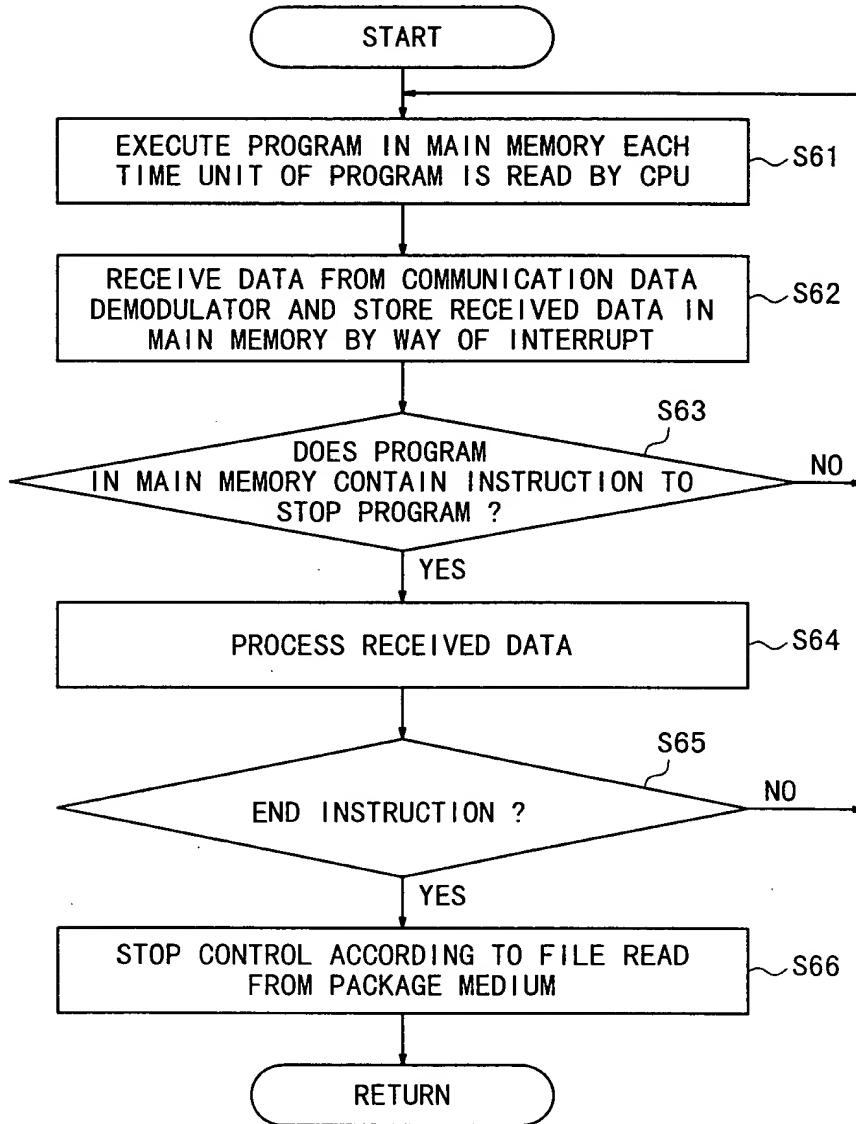 START
EXECUTE PROGRAM IN MAIN MEMORY EACH
TIME UNIT OF PROGRAM IS READ BY CPU
S61
RECEIVE DATA FROM COMMUNICATION DATA
DEMODULATOR AND STORE RECEIVED DATA IN
MAIN MEMORY BY WAY OF INTERRUPT
S62
S63
DOES PROGRAM
IN MAIN MEMORY CONTAIN INSTRUCTION TO
STOP PROGRAM ?
NO
YES
PROCESS RECEIVED DATA
S64
S65
END INSTRUCTION ?
NO
YES
STOP CONTROL ACCORDING TO FILE READ
FROM PACKAGE MEDIUM
S66
RETURN